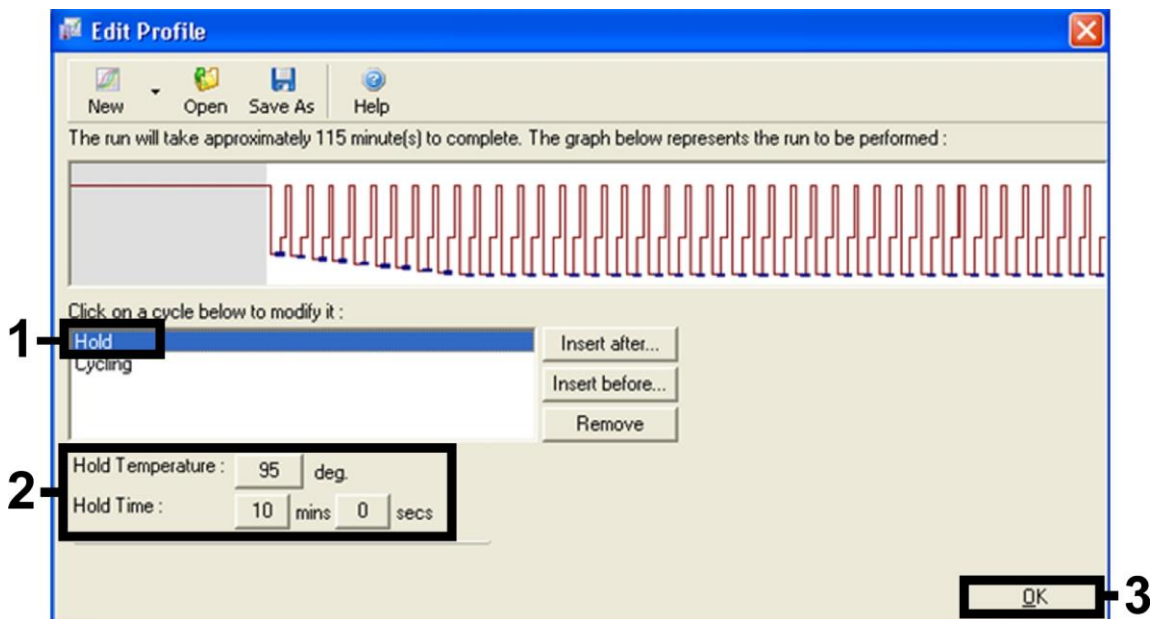 Edit Profile
New Open Save As Help
The run will take approximately 115 minute(s) to complete. The graph below represents the run to be performed :
Click on a cycle below to modify it :
1
Hold
Insert after...
Cycling
Insert before...
Remove
2
Hold Temperature : 95 deg.
Hold Time : 10 mins 0 secs
OK
3